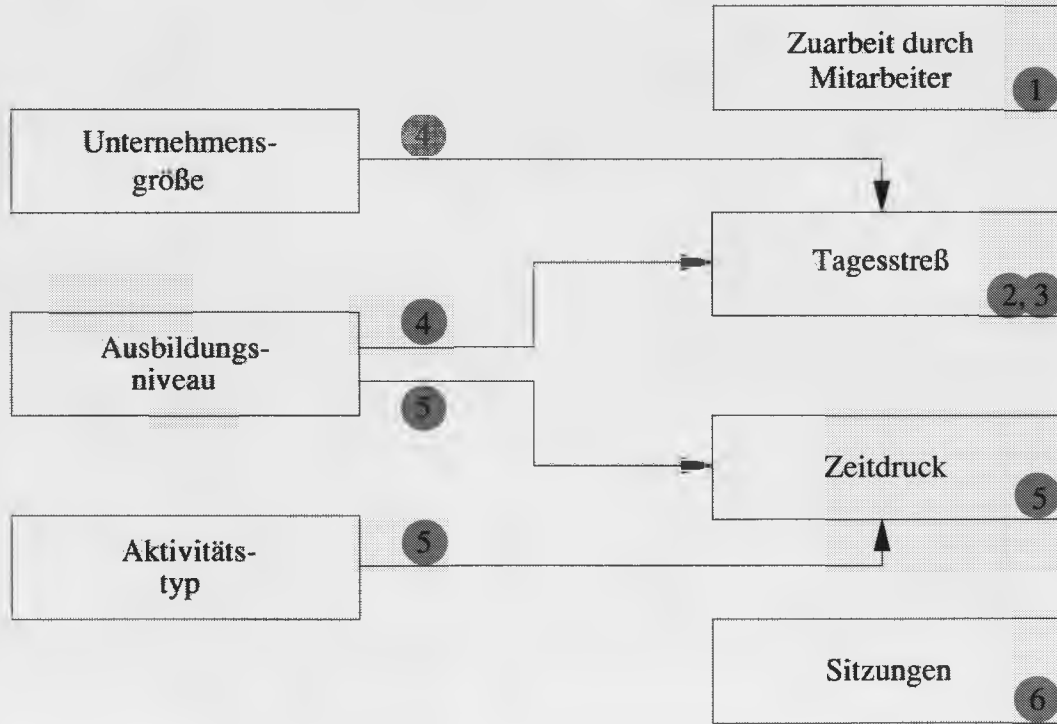 Zuarbeit durch
Mitarbeiter
1
Unternehmens-
größe
4
Tagesstreß
2, 3
Ausbildungs-
niveau
4
5
Zeitdruck
5
Aktivitäts-
typ
5
Sitzungen
6